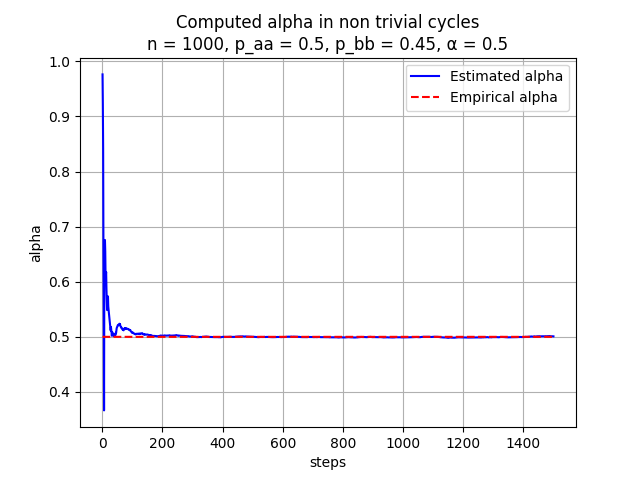 Computed alpha in non trivial cycles
n = 1000, p_aa = 0.5, p_bb = 0.45, α = 0.5
Estimated alpha
Empirical alpha
1.0
0.9
0.8
0.7
0.6
0.5
0.4
alpha
0 200 400 600 800 1000 1200 1400
steps